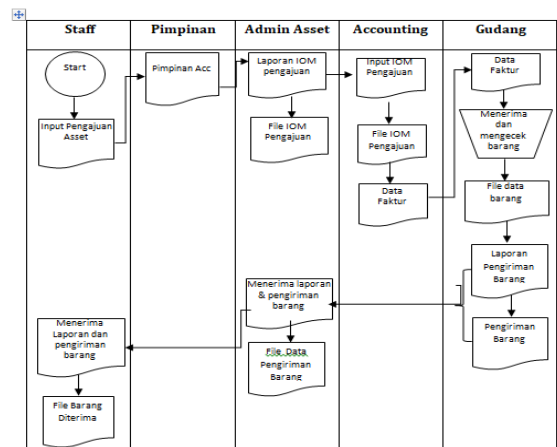 Staff
Pimpinan
Admin Asset
Accounting
Gudang
Start
Input Pengajuan
Asset
Pimpinan Acc
Laporan IOM
pengajuan
File IOM
Pengajuan
Input IOM
Pengajuan
File IOM
Pengajuan
Data
Faktur
Data
Faktur
Menerima
dan
mengecek
barang
File data
barang
Laporan
Pengiriman
Barang
Pengiriman
Barang
Menerima laporan
& pengiriman
barang
File Data
Pengiriman
Barang
Menerima
Laporan dan
pengiriman
barang
File Barang
Diterima